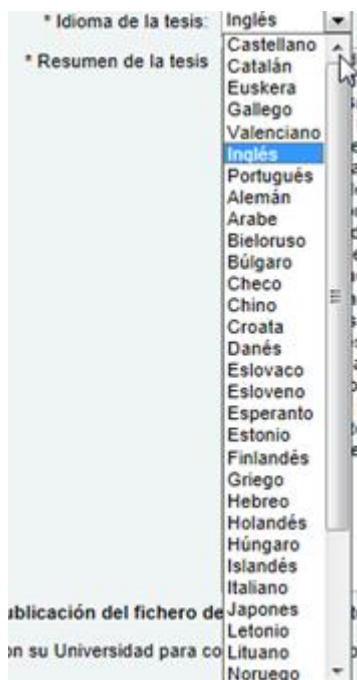 * Idioma de la tesis: Inglés
Castellano
* Resumen de la tesis
Catalán
Euskera
Gallego
Valenciano
Inglés
Portugués
Alemán
Arabe
Bieloruso
Búlgaro
Checo
Chino
Croata
Danés
Eslovaco
Esloveno
Esperanto
Estonio
Finlandés
Griego
Hebreo
Holandés
Húngaro
Islandés
Italiano
ublicación del fichero de
Japones
Letonio
on su Universidad para co
Lituano
Noruego